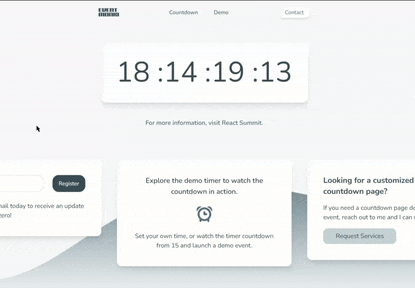 EVENT
Countdown
Demo
Contact
18 :14 :19 :13
For more information, visit React Summit.
Register
mail today to receive an update
zero!
Explore the demo timer to watch the
countdown in action.
Set your own time, or watch the timer countdown
from 15 and launch a demo event.
Looking for a customized
countdown page?
If you need a countdown page de
event, reach out to me and I can
Request Services